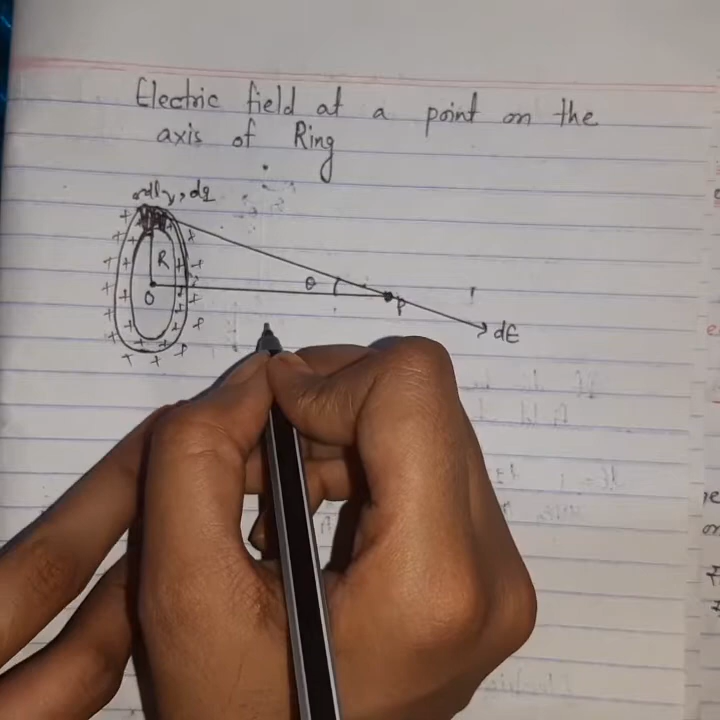 Electric field at a point on the
axis of Ring
dl, dq
R
O
θ
P
dE